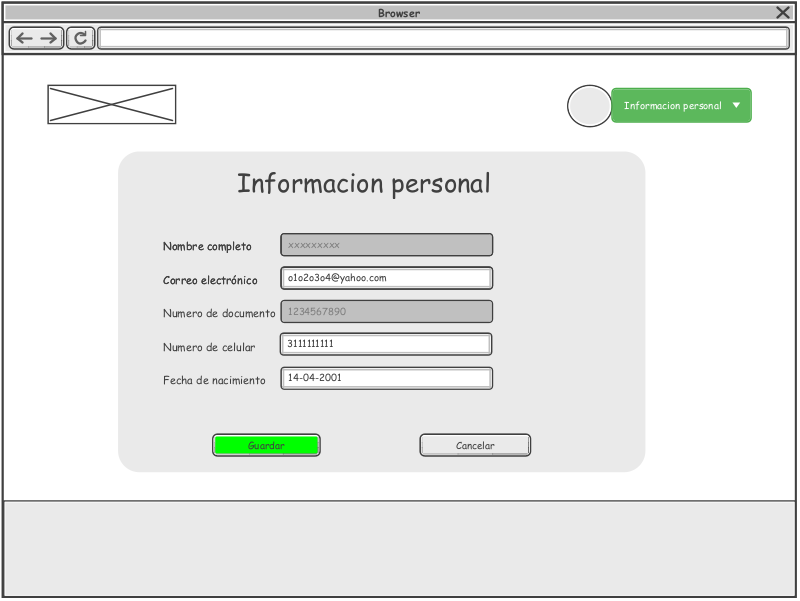 Browser
Informacion personal
Informacion personal
Nombre completo xxxxxxxxx
Correo electrónico o1o2o3o4@yahoo.com
Numero de documento 1234567890
Numero de celular 3111111111
Fecha de nacimiento 14-04-2001
Guardar Cancelar